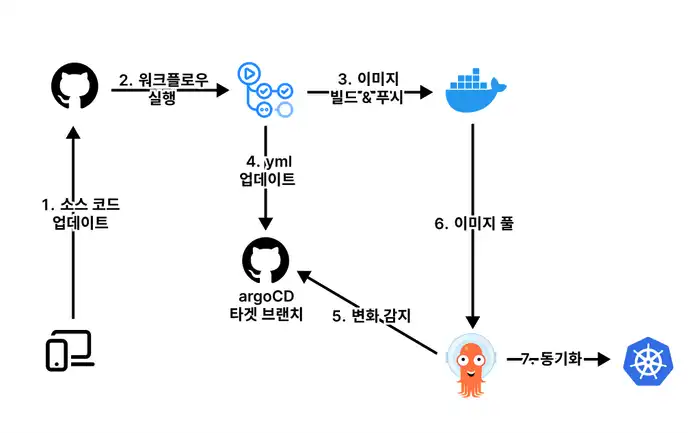 2. 워크플로우
실행
3. 이미지
빌드 & 푸시
4. yml
업데이트
1. 소스 코드
업데이트
6. 이미지 풀
argoCD
타겟 브랜치
5. 변화 감지
7. 동기화